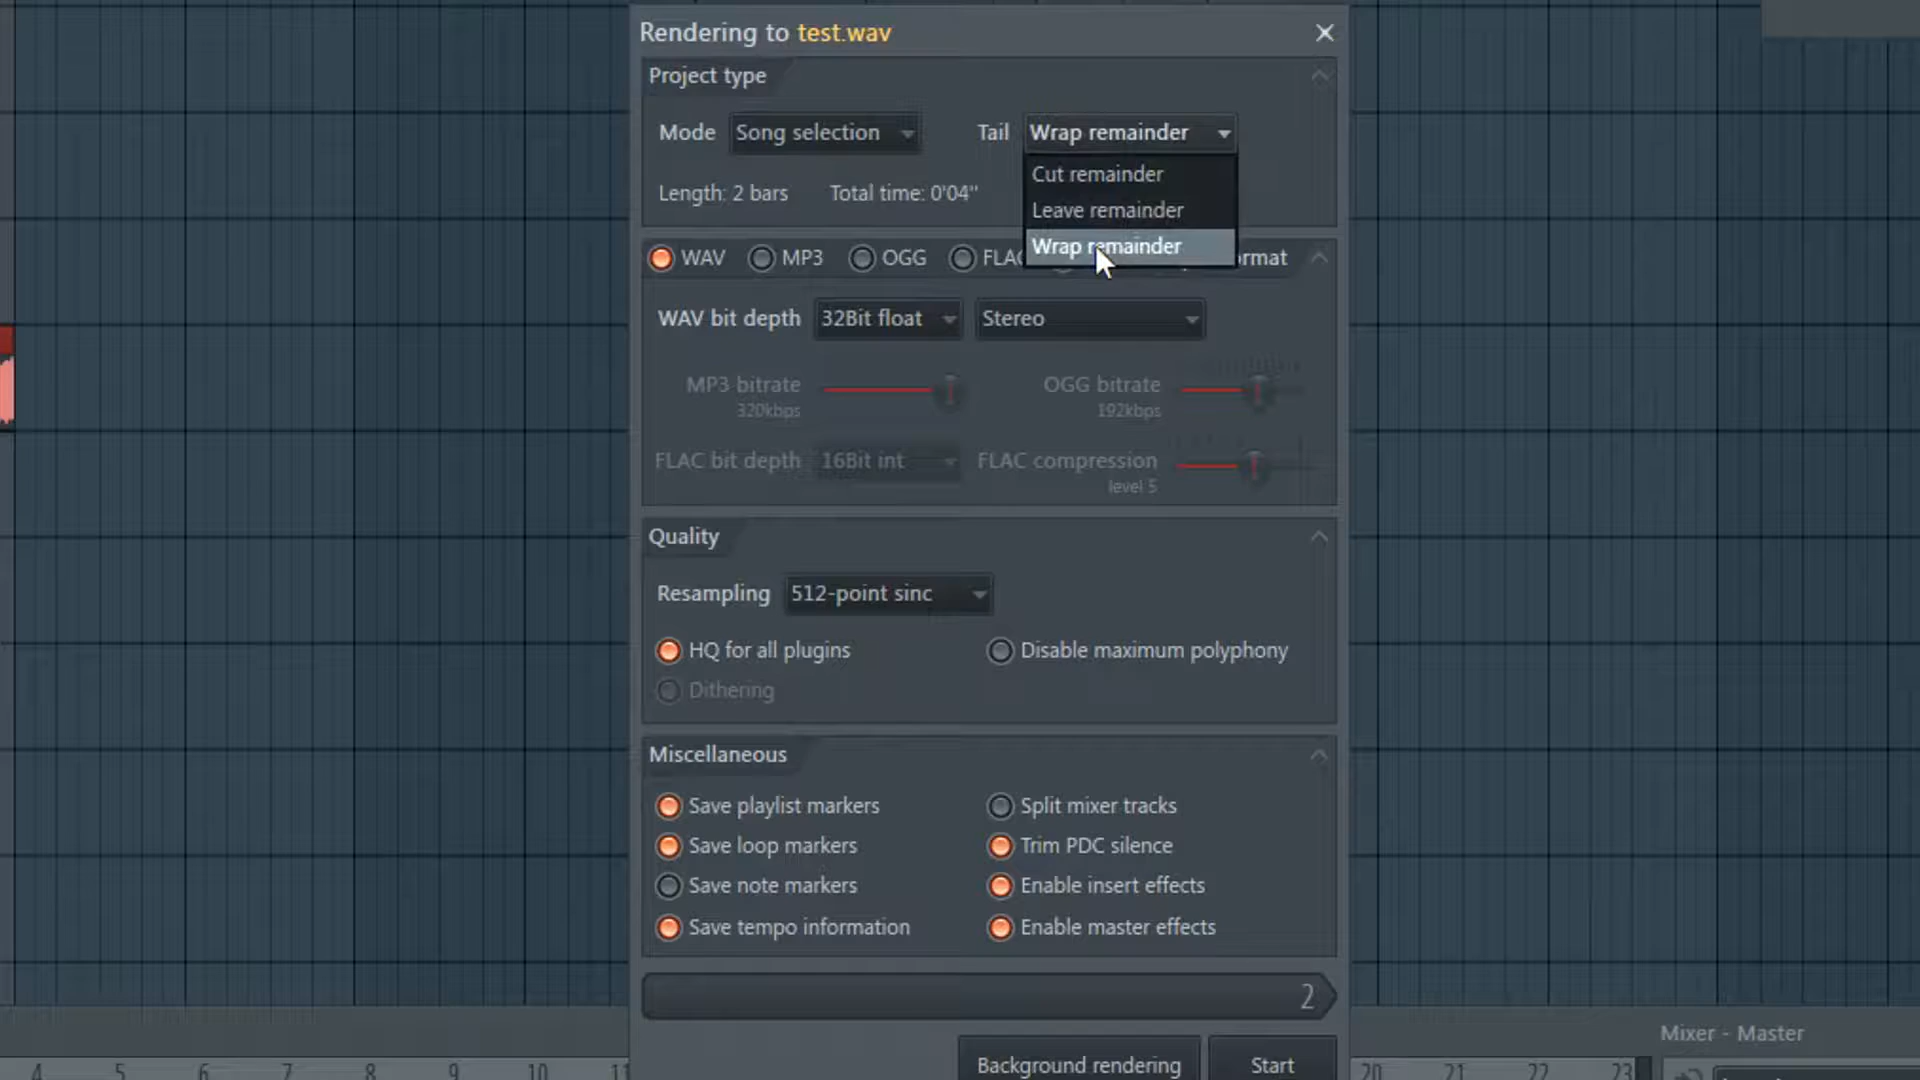 Rendering to test.wav
Project type
Mode Song selection Tail Wrap remainder
Cut remainder
Length: 2 bars Total time: 0'04"
Leave remainder
Wrap remainder
WAV MP3 OGG FLAC
WAV bit depth 32Bit float Stereo
MP3 bitrate OGG bitrate
320kbps 192kbps
FLAC bit depth 16Bit int FLAC compression
level 5
Quality
Resampling 512-point sinc
HQ for all plugins Disable maximum polyphony
Dithering
Miscellaneous
Save playlist markers Split mixer tracks
Save loop markers Trim PDC silence
Save note markers Enable insert effects
Save tempo information Enable master effects
2
Mixer - Master
Background rendering Start
4 5 6 7 8 9 10 11 20 21 22 23